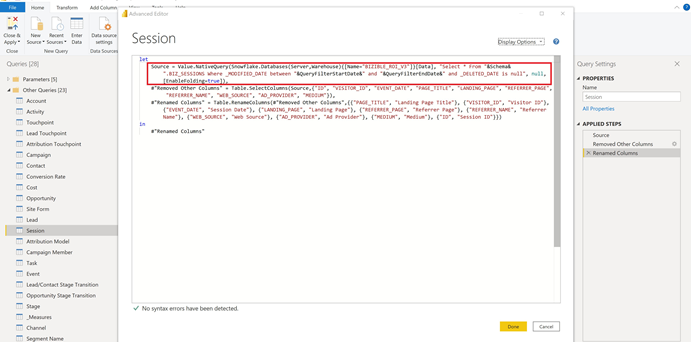 Home
Transform
Add Column
Close & Apply
New Source
Recent Sources
Enter Data
Data source settings
Close
New Query
Data Sources
Queries [28]
Parameters [5]
Other Queries [23]
Account
Activity
Touchpoint
Lead Touchpoint
Attribution Touchpoint
Campaign
Contact
Conversion Rate
Cost
Opportunity
Site Form
Lead
Session
Attribution Model
Campaign Member
Task
Event
Lead/Contact Stage Transition
Opportunity Stage Transition
Stage
_Measures
Channel
Segment Name
Advanced Editor
Session
Display Options
let
Source = Value.NativeQuery(Snowflake.Databases(Server,Warehouse){[Name="BIZIBLE_ROI_V3"]}[Data], "Select * From "&Schema&
".BIZ_SESSIONS where _MODIFIED_DATE between "&QueryFilterStartDate&" and "&QueryFilterEndDate&" and _DELETED_DATE is null", null,
[EnableFolding=true]),
#"Removed Other Columns" = Table.SelectColumns(Source,{"ID", "VISITOR_ID", "EVENT_DATE", "PAGE_TITLE", "LANDING_PAGE", "REFERRER_PAGE",
"REFERRER_NAME", "WEB_SOURCE", "AD_PROVIDER", "MEDIUM"}),
#"Renamed Columns" = Table.RenameColumns(#"Removed Other Columns",{{"PAGE_TITLE", "Landing Page Title"}, {"VISITOR_ID", "Visitor ID"},
{"EVENT_DATE", "Session Date"}, {"LANDING_PAGE", "Landing Page"}, {"REFERRER_PAGE", "Referrer Page"}, {"REFERRER_NAME", "Referrer
Name"}, {"WEB_SOURCE", "Web Source"}, {"AD_PROVIDER", "Ad Provider"}, {"MEDIUM", "Medium"}, {"ID", "Session ID"}})
in
#"Renamed Columns"
No syntax errors have been detected.
Done
Cancel
Query Settings
PROPERTIES
Name
Session
All Properties
APPLIED STEPS
Source
Removed Other Columns
Renamed Columns